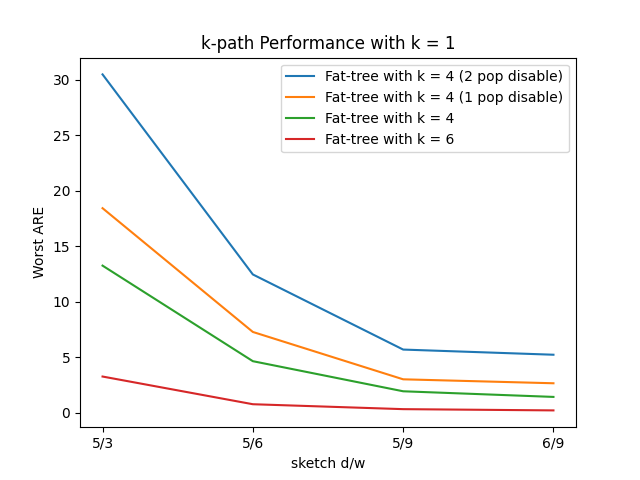 k-path Performance with k = 1
Fat-tree with k = 4 (2 pop disable)
Fat-tree with k = 4 (1 pop disable)
Fat-tree with k = 4
Fat-tree with k = 6
Worst ARE
30
25
20
15
10
5
0
5/3 5/6 5/9 6/9
sketch d/w